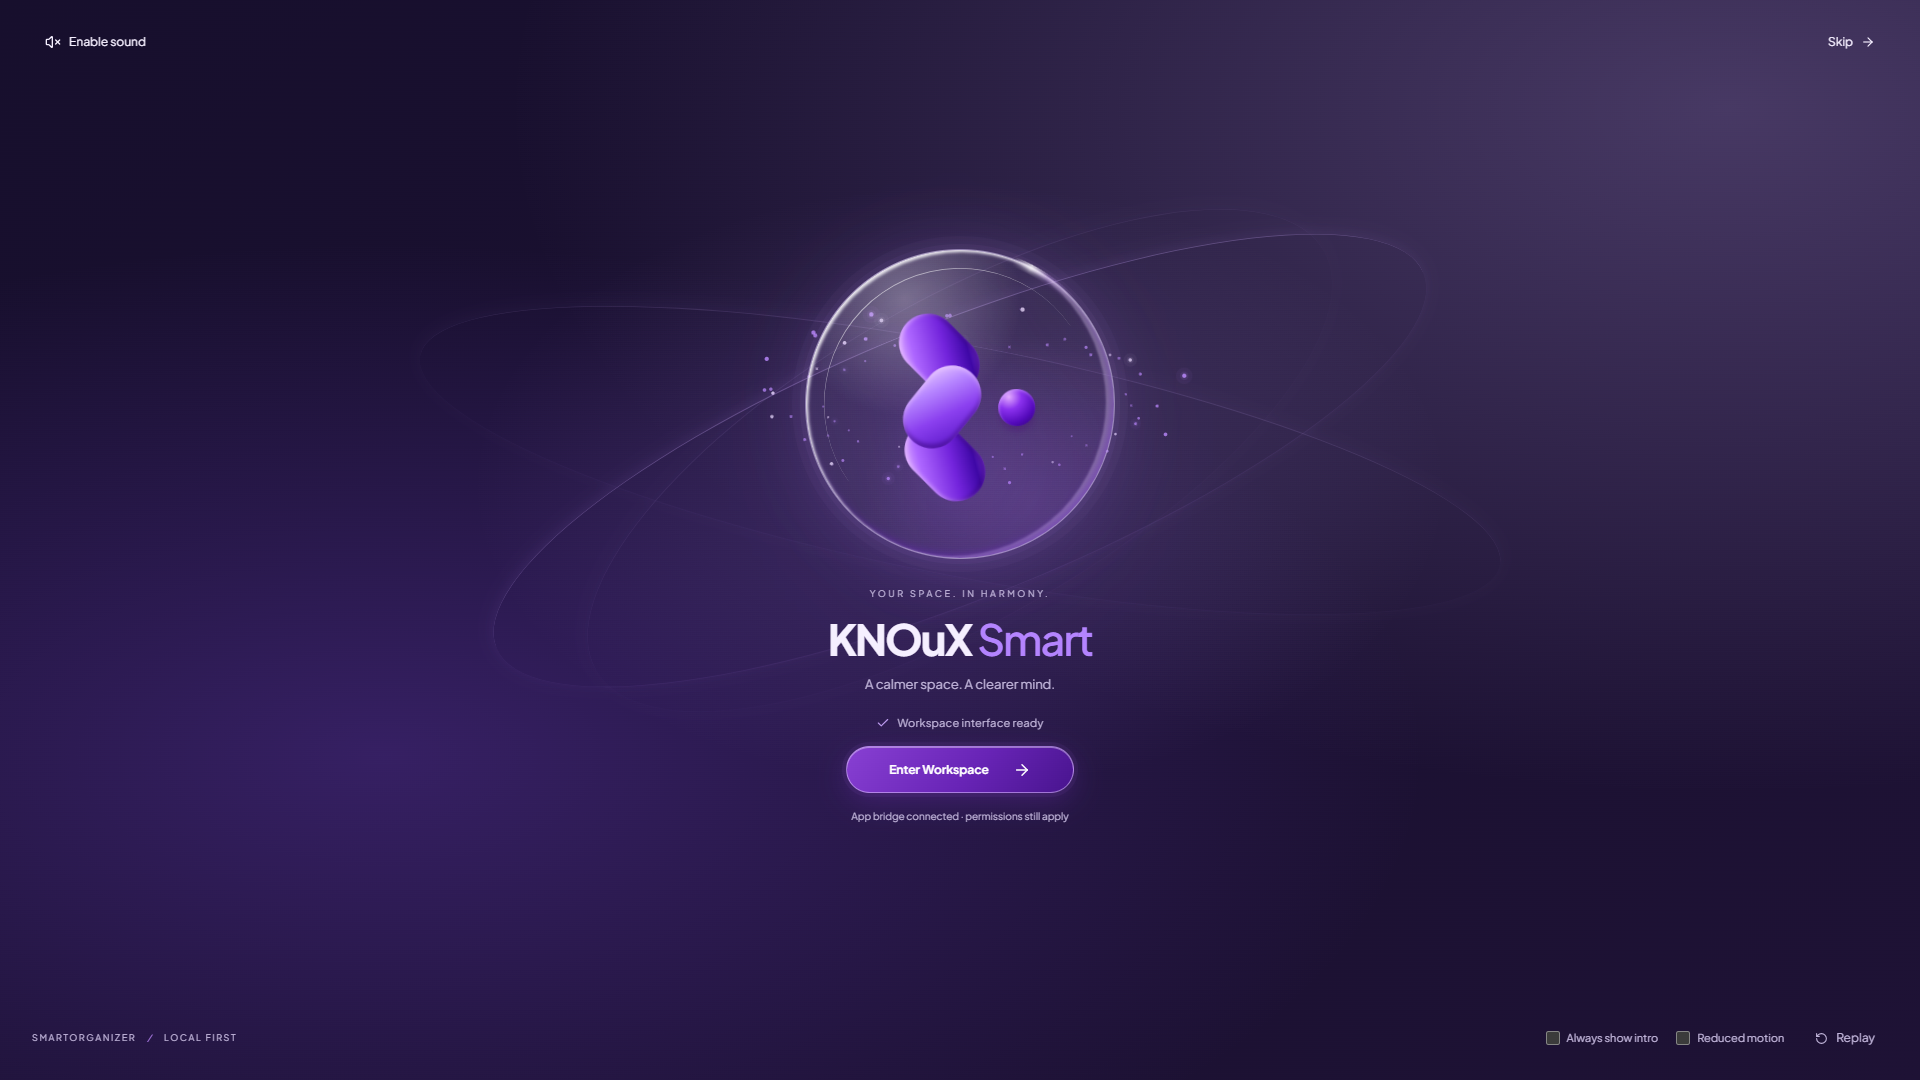 Enable sound
Skip
YOUR SPACE. IN HARMONY.
KNOuX Smart
A calmer space. A clearer mind.
Workspace interface ready
Enter Workspace
App bridge connected · permissions still apply
SMARTORGANIZER / LOCAL FIRST
Always show intro
Reduced motion
Replay